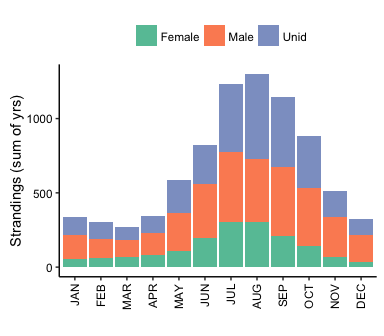 Female Male Unid
Strandings (sum of yrs)
1000
500
0
JAN FEB MAR APR MAY JUN JUL AUG SEP OCT NOV DEC